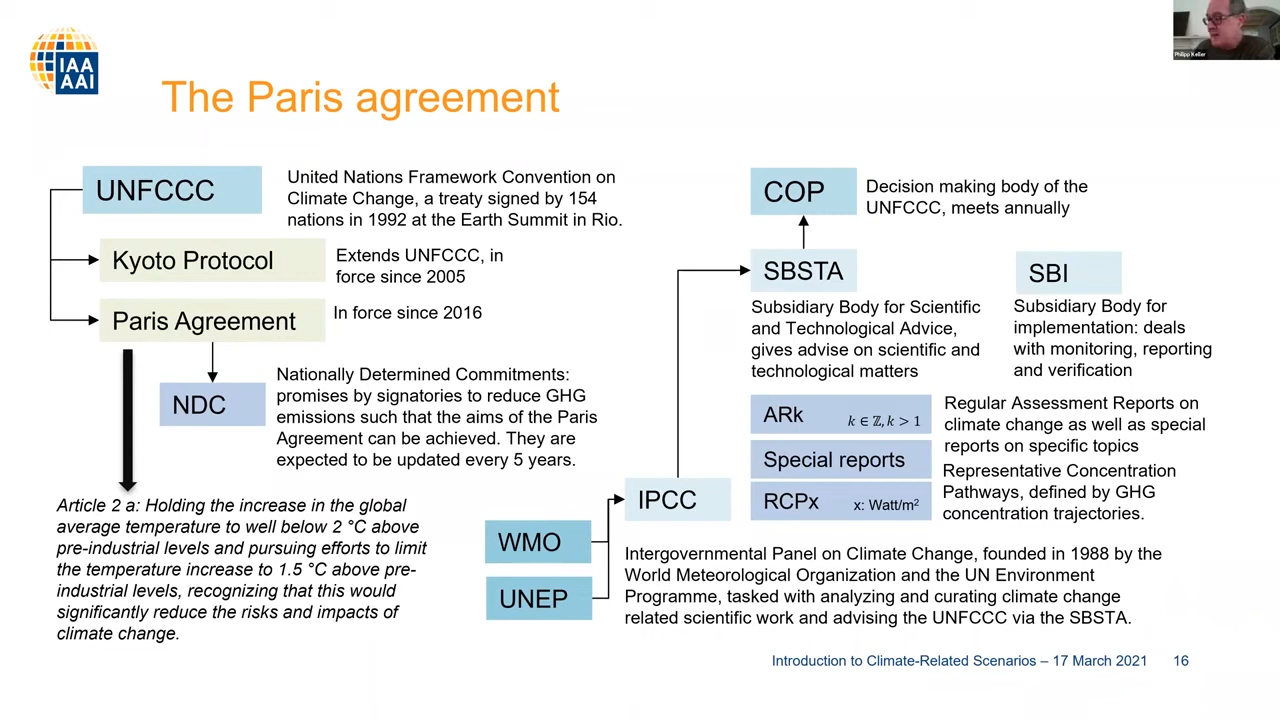 IAA
AAI
Philipp Keller
The Paris agreement
UNFCCC
United Nations Framework Convention on
Climate Change, a treaty signed by 154
nations in 1992 at the Earth Summit in Rio.
Kyoto Protocol
Extends UNFCCC, in
force since 2005
Paris Agreement
In force since 2016
NDC
Nationally Determined Commitments:
promises by signatories to reduce GHG
emissions such that the aims of the Paris
Agreement can be achieved. They are
expected to be updated every 5 years.
Article 2 a: Holding the increase in the global
average temperature to well below 2 °C above
pre-industrial levels and pursuing efforts to limit
the temperature increase to 1.5 °C above pre-
industrial levels, recognizing that this would
significantly reduce the risks and impacts of
climate change.
COP
Decision making body of the
UNFCCC, meets annually
SBSTA
Subsidiary Body for Scientific
and Technological Advice,
gives advise on scientific and
technological matters
SBI
Subsidiary Body for
implementation: deals
with monitoring, reporting
and verification
ARk k ∈ ℤ, k > 1
Special reports
RCPx x: Watt/m²
Regular Assessment Reports on
climate change as well as special
reports on specific topics
Representative Concentration
Pathways, defined by GHG
concentration trajectories.
IPCC
WMO
UNEP
Intergovernmental Panel on Climate Change, founded in 1988 by the
World Meteorological Organization and the UN Environment
Programme, tasked with analyzing and curating climate change
related scientific work and advising the UNFCCC via the SBSTA.
Introduction to Climate-Related Scenarios – 17 March 2021 16